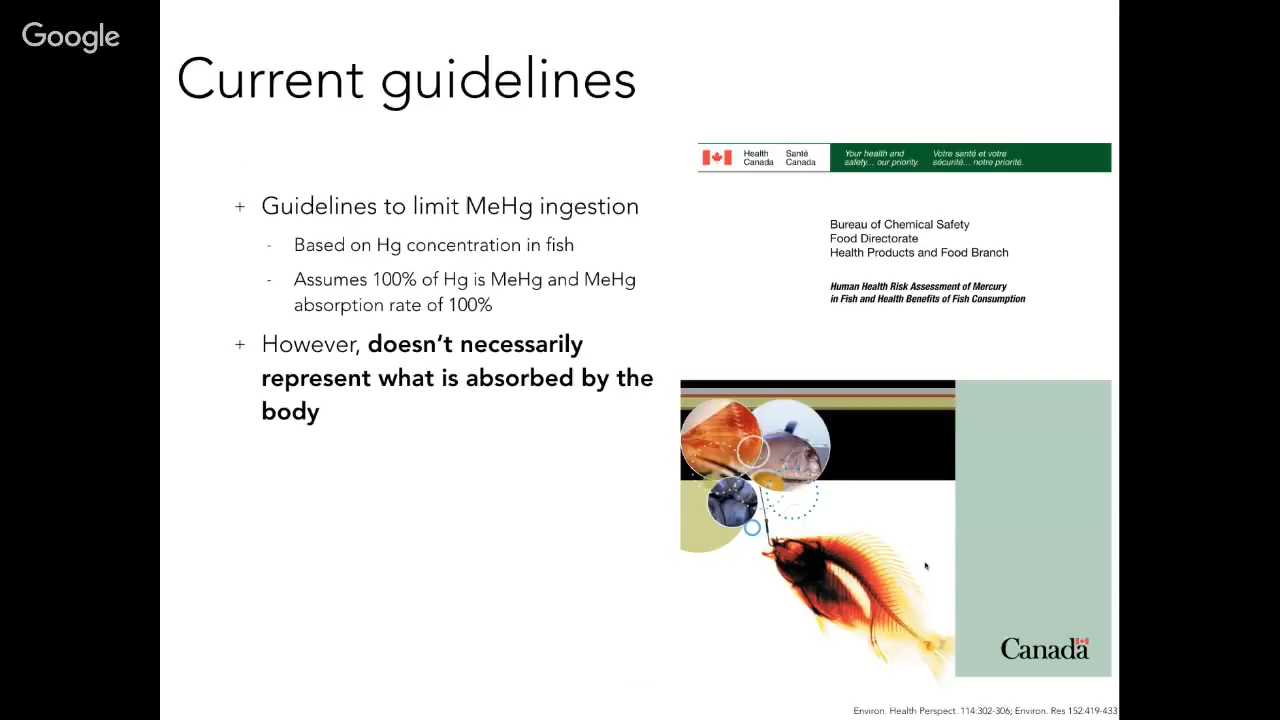 Google
Current guidelines
+ Guidelines to limit MeHg ingestion
- Based on Hg concentration in fish
- Assumes 100% of Hg is MeHg and MeHg
absorption rate of 100%
+ However, doesn't necessarily
represent what is absorbed by the
body
Health
Canada
Santé
Canada
Your health and
safety... our priority.
Votre santé et votre
sécurité... notre priorité.
Bureau of Chemical Safety
Food Directorate
Health Products and Food Branch
Human Health Risk Assessment of Mercury
in Fish and Health Benefits of Fish Consumption
Canada
Environ. Health Perspect. 114:302-306; Environ. Res 152:419-433